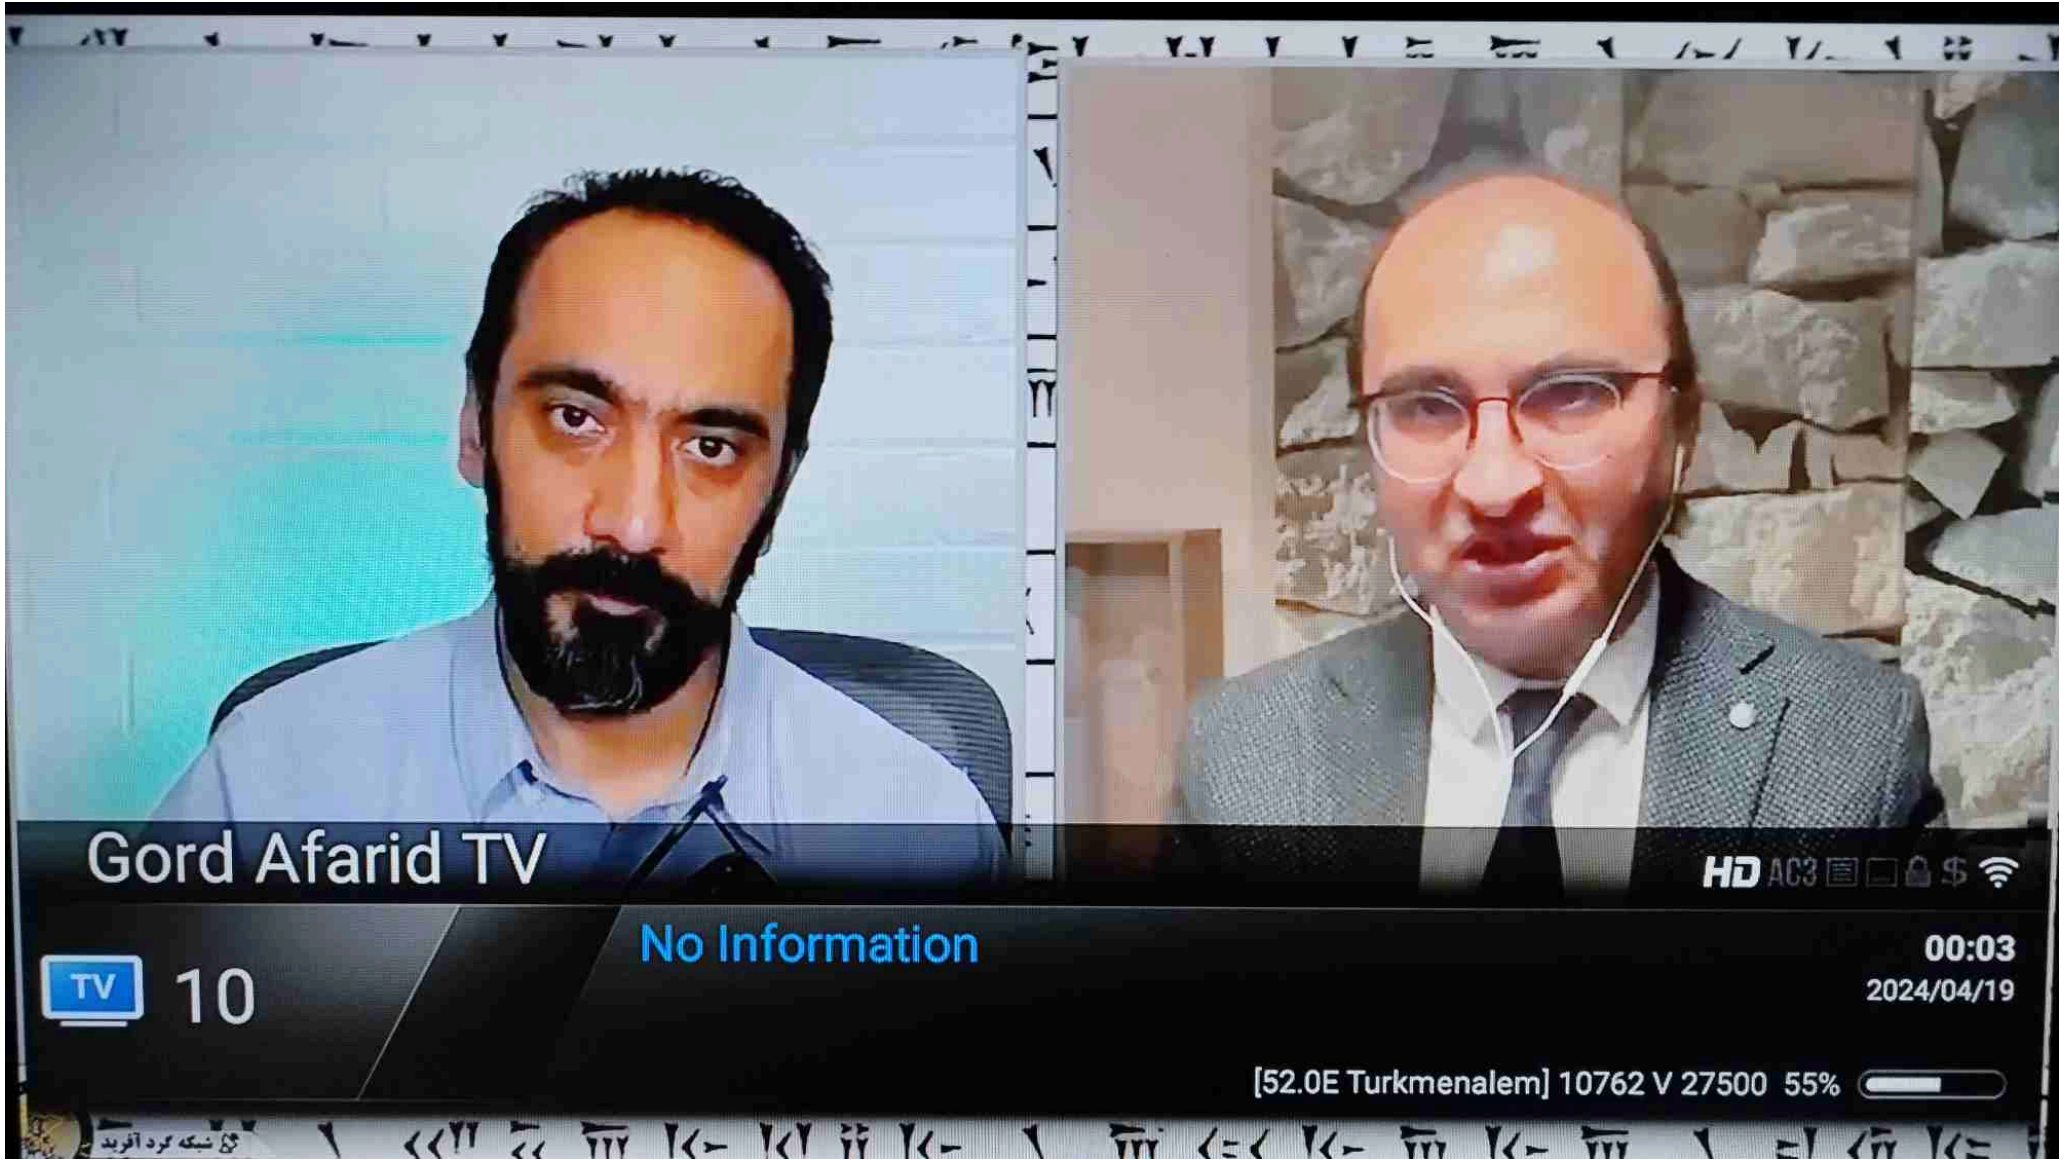 Gord Afarid TV
HD AC3 $
No Information
TV 10
00:03
2024/04/19
[52.0E Turkmenalem] 10762 V 27500 55%
شبکه گرد آفرید